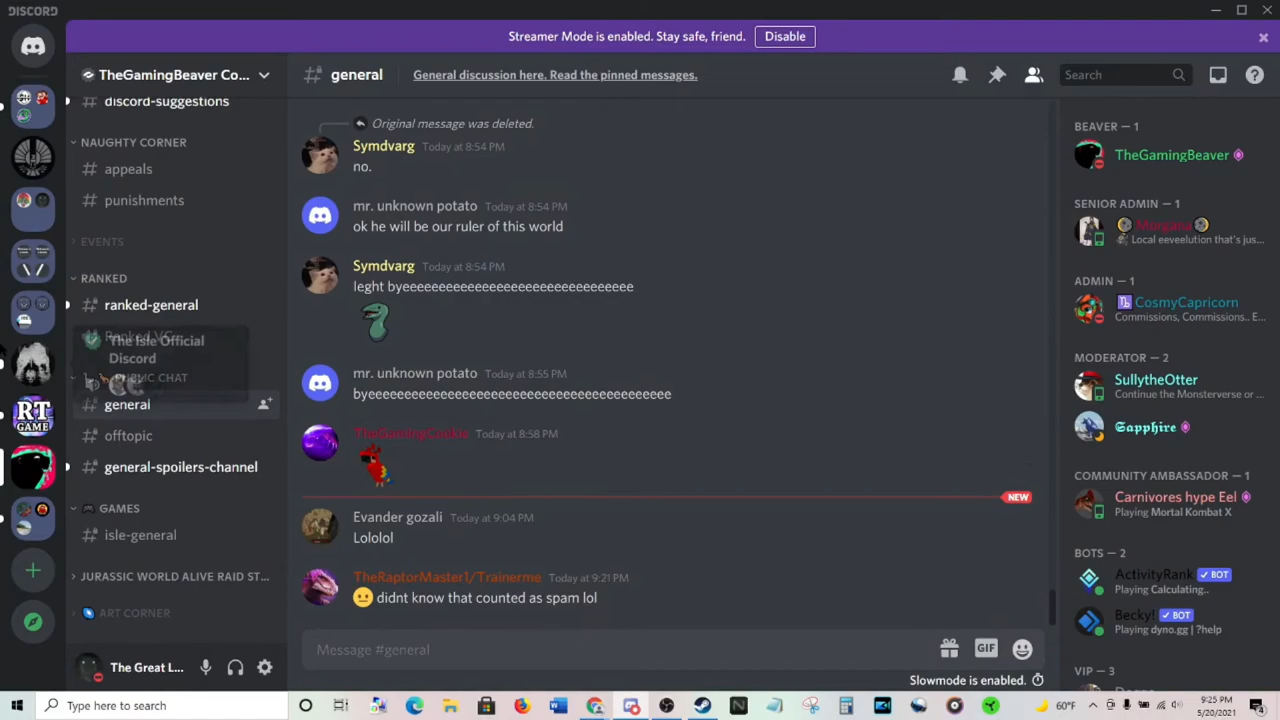 DISCORD
Streamer Mode is enabled. Stay safe, friend. Disable
TheGamingBeaver Co...
general
General discussion here. Read the pinned messages.
Search
discord-suggestions
NAUGHTY CORNER
appeals
punishments
EVENTS
RANKED
ranked-general
Ranked VC
The Isle Official
Discord
PUBLIC CHAT
general
offtopic
general-spoilers-channel
GAMES
isle-general
JURASSIC WORLD ALIVE RAID ST...
ART CORNER
The Great L...
RT
GAME
Original message was deleted.
Symdvarg Today at 8:54 PM
no.
mr. unknown potato Today at 8:54 PM
ok he will be our ruler of this world
Symdvarg Today at 8:54 PM
leght byeeeeeeeeeeeeeeeeeeeeeeeeeeeeeeee
mr. unknown potato Today at 8:55 PM
byeeeqeeeeeeeeeeeeeeeeeeeeeeeeeeeeeeeeeee
TheGamingCookie Today at 8:58 PM
NEW
Evander gozali Today at 9:04 PM
Lololol
TheRaptorMaster1/Trainerme Today at 9:21 PM
didnt know that counted as spam lol
Message #general
GIF
Slowmode is enabled.
BEAVER — 1
TheGamingBeaver
SENIOR ADMIN — 1
Morgana
Local eeveelution that's jus...
ADMIN — 1
CosmyCapricorn
Commissions, Commissions.. E...
MODERATOR — 2
SullytheOtter
Continue the Monsterverse or ...
𝕾𝖆𝖕𝖕𝖍𝖎𝖗𝖊
COMMUNITY AMBASSADOR — 1
Carnivores hype Eel
Playing Mortal Kombat X
BOTS — 2
ActivityRank BOT
Playing Calculating..
Becky! BOT
Playing dyno.gg | ?help
VIP — 3
Type here to search
60°F
9:25 PM
5/20/2021